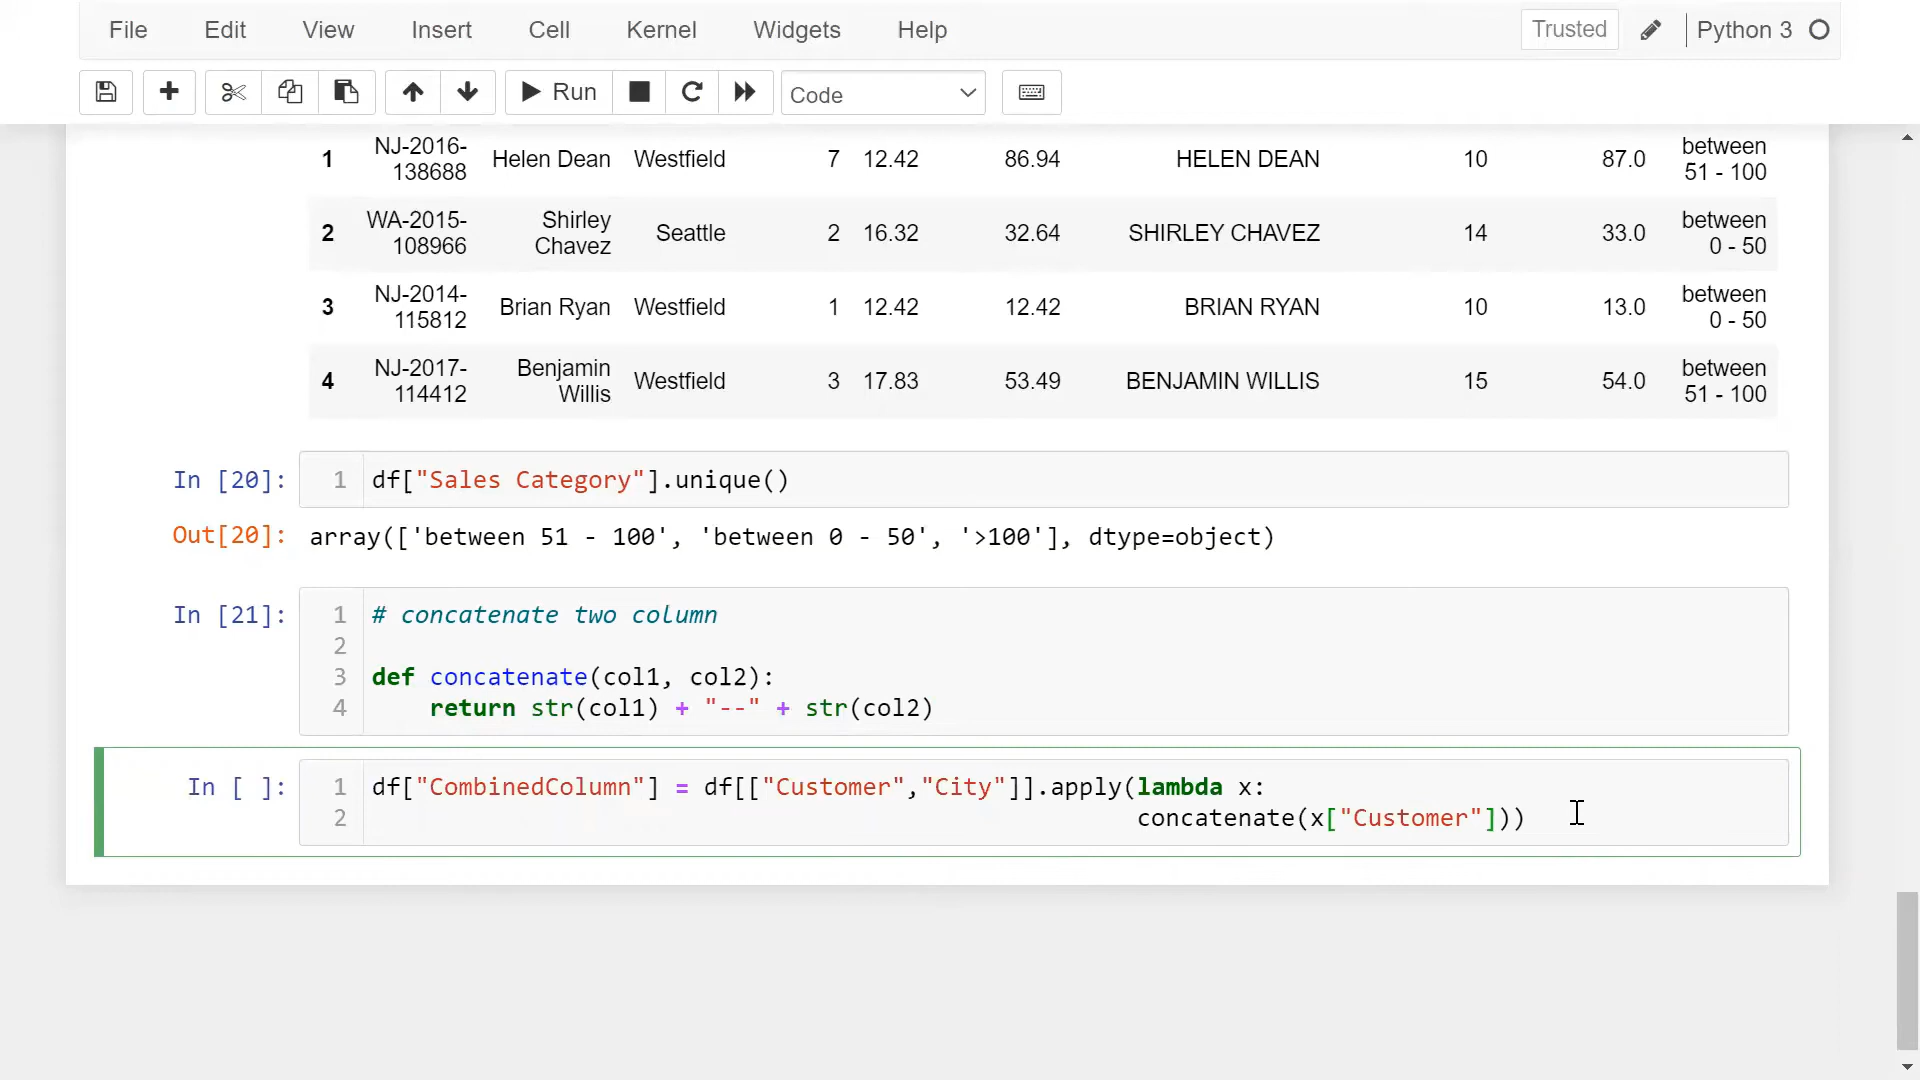 File Edit View Insert Cell Kernel Widgets Help Trusted Python 3
Run Code
1 NJ-2016-138688 Helen Dean Westfield 7 12.42 86.94 HELEN DEAN 10 87.0 between 51 - 100
2 WA-2015-108966 Shirley Chavez Seattle 2 16.32 32.64 SHIRLEY CHAVEZ 14 33.0 between 0 - 50
3 NJ-2014-115812 Brian Ryan Westfield 1 12.42 12.42 BRIAN RYAN 10 13.0 between 0 - 50
4 NJ-2017-114412 Benjamin Willis Westfield 3 17.83 53.49 BENJAMIN WILLIS 15 54.0 between 51 - 100
In [20]: 1 df["Sales Category"].unique()
Out[20]: array(['between 51 - 100', 'between 0 - 50', '>100'], dtype=object)
In [21]: 1 # concatenate two column
2
3 def concatenate(col1, col2):
4     return str(col1) + "--" + str(col2)
In [ ]: 1 df["CombinedColumn"] = df[["Customer","City"]].apply(lambda x:
2 concatenate(x["Customer"]))